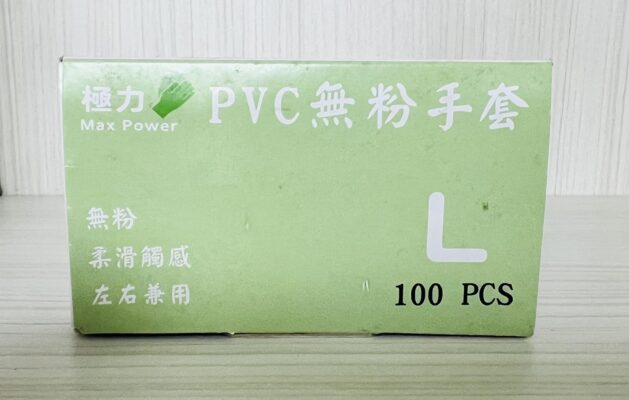 極力
Max Power
PVC無粉手套
無粉
柔滑觸感
左右兼用
L
100 PCS